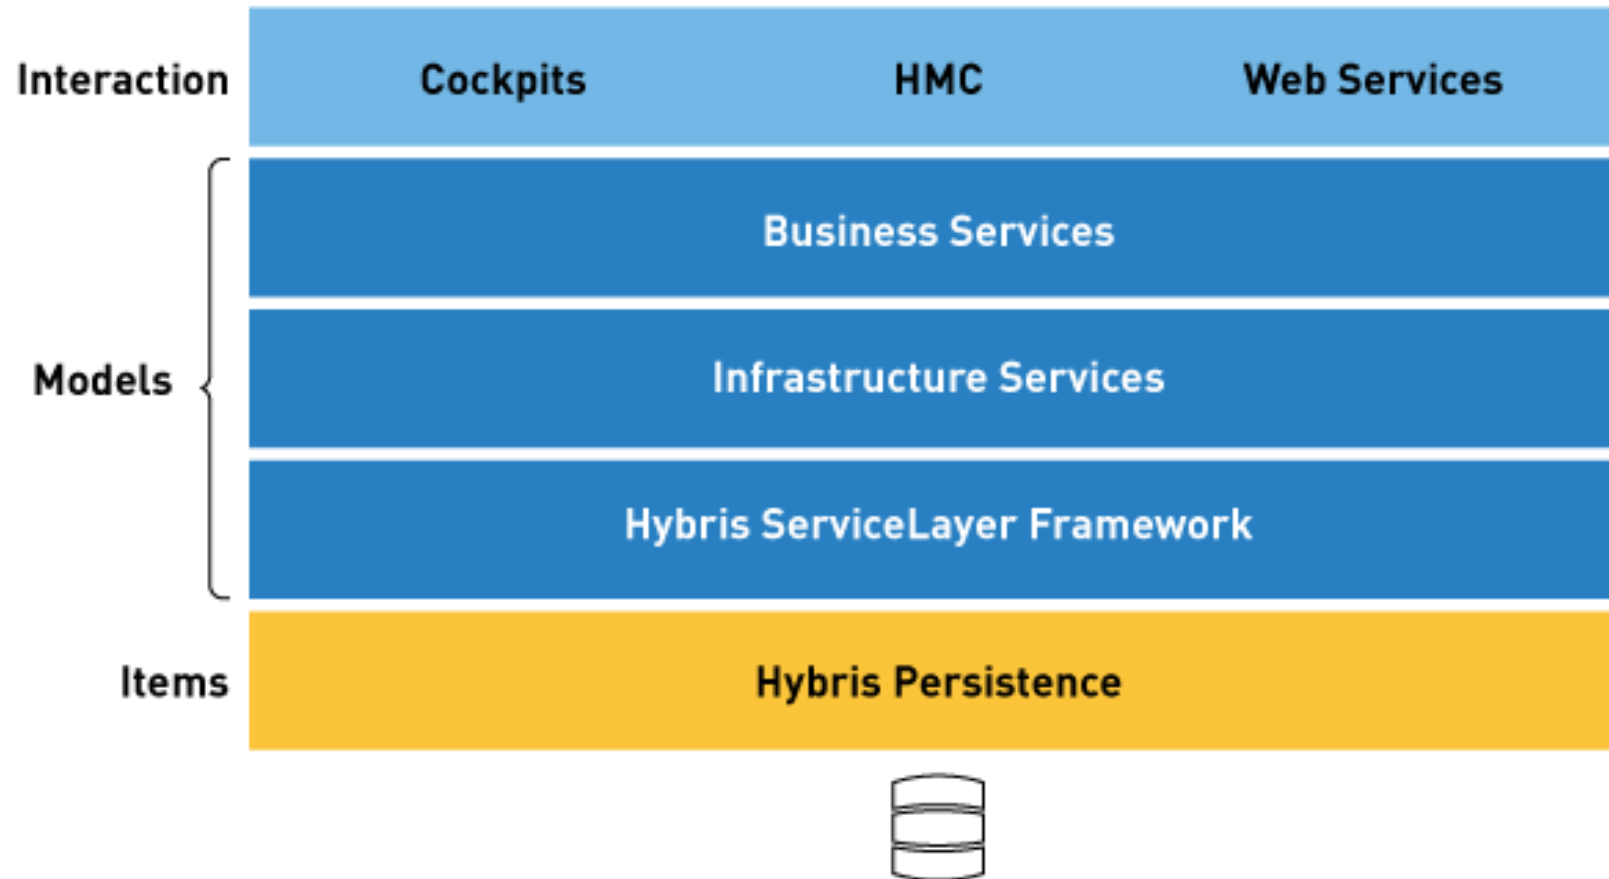 Interaction
Cockpits
HMC
Web Services
Business Services
Models
Infrastructure Services
Hybris ServiceLayer Framework
Items
Hybris Persistence